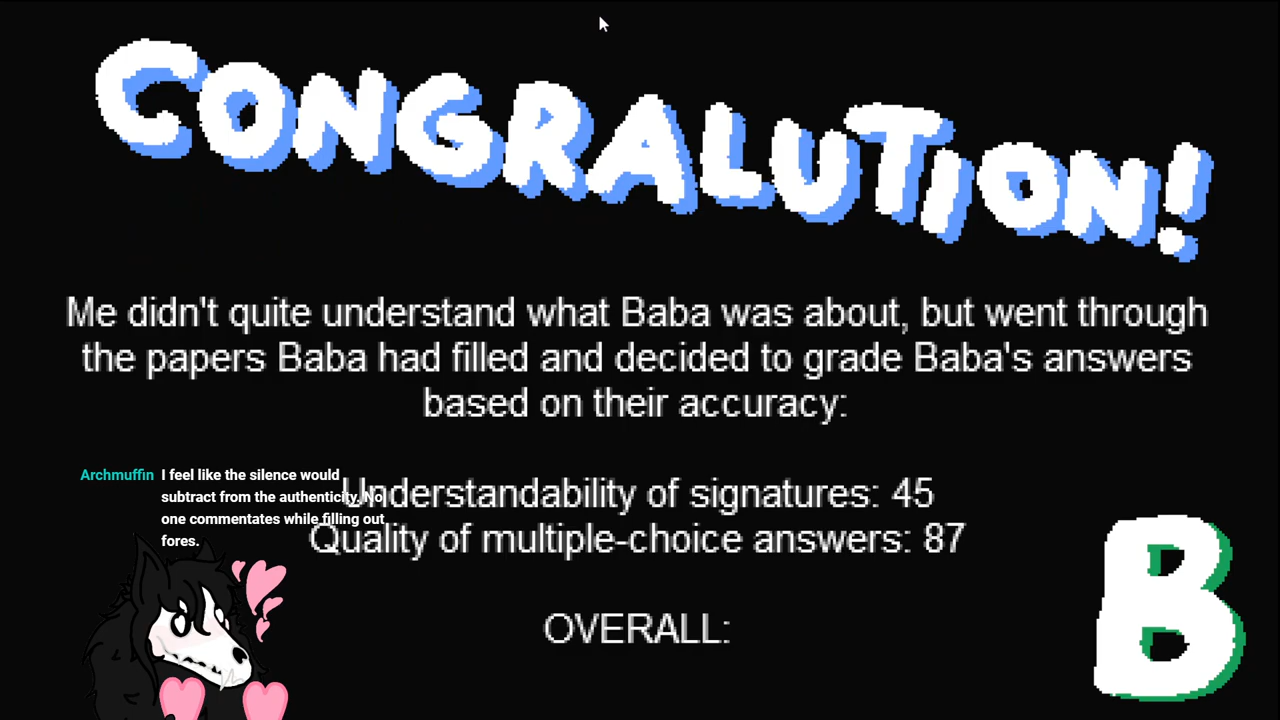 CONGRALUTION!
Me didn't quite understand what Baba was about, but went through
the papers Baba had filled and decided to grade Baba's answers
based on their accuracy:
Archmuffin I feel like the silence would
subtract from the authenticity. No
one commentates while filling out
fores.
Understandability of signatures: 45
Quality of multiple-choice answers: 87
OVERALL:
B